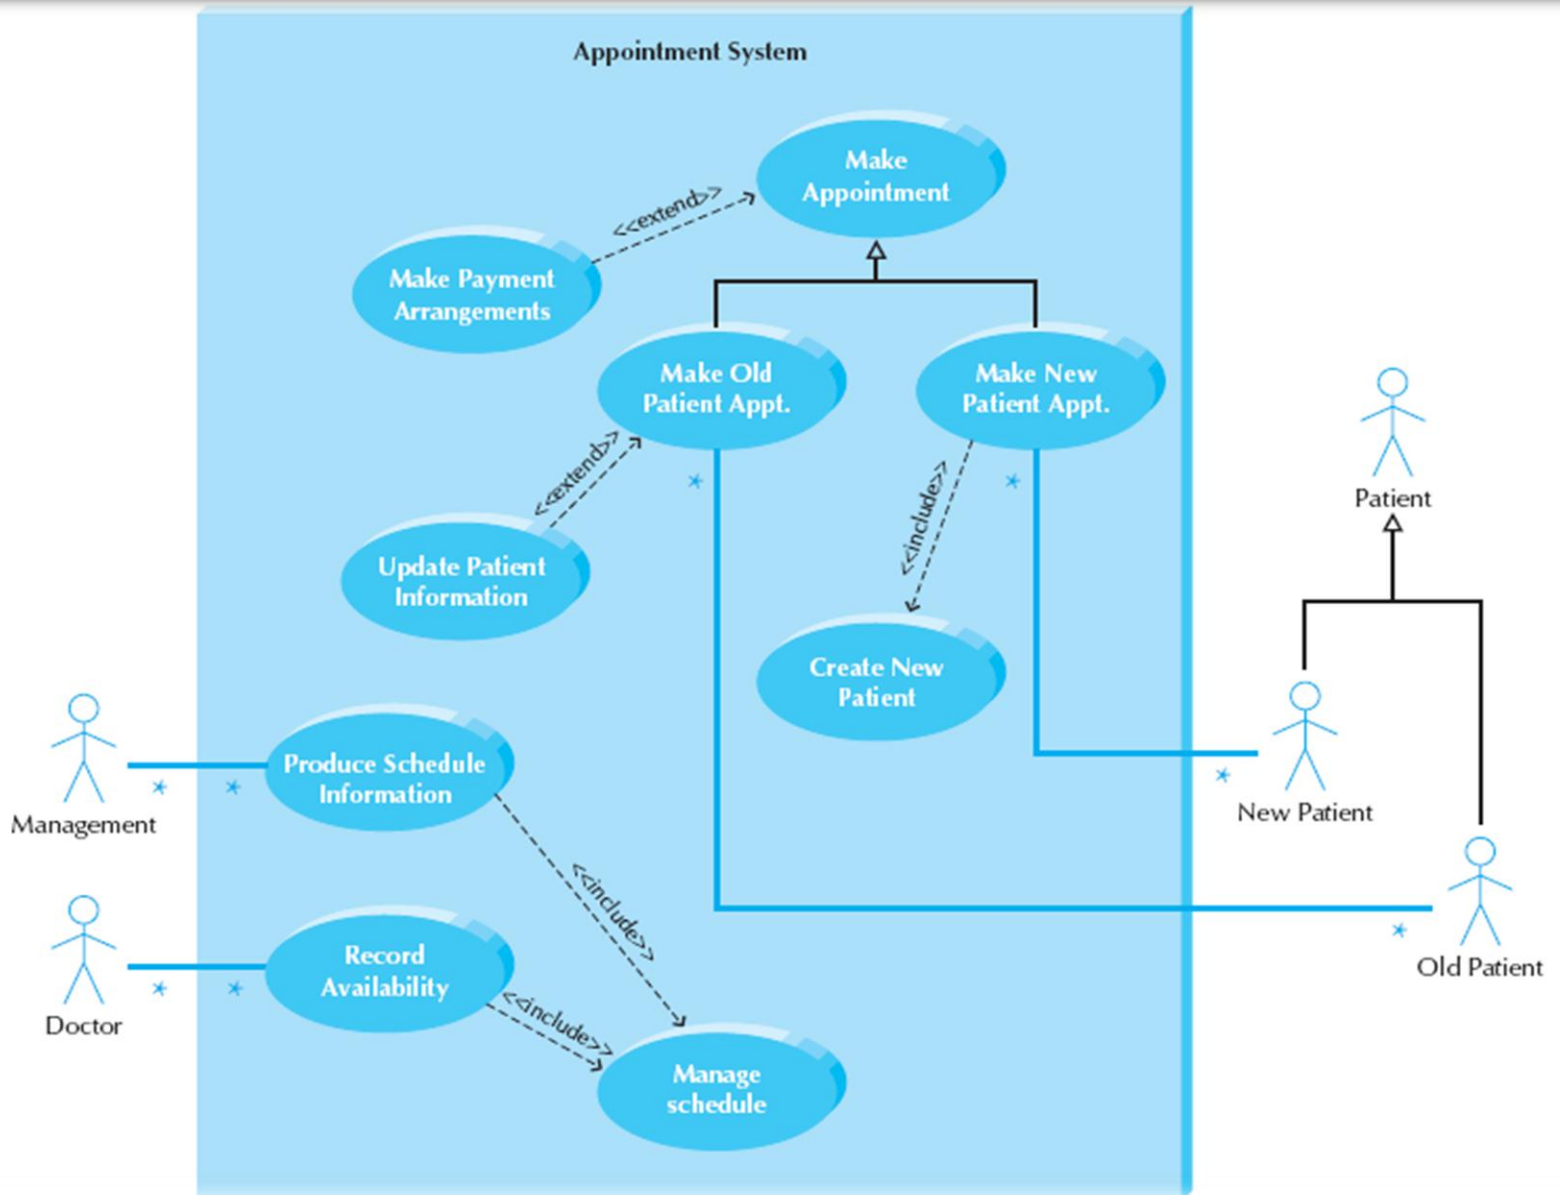 Appointment System
Make
Appointment
<<extend>>
Make Payment
Arrangements
Make Old
Patient Appt.
Make New
Patient Appt.
<<extend>>
*
<<include>>
*
Patient
Update Patient
Information
Create New
Patient
Management
*
*
Produce Schedule
Information
*
New Patient
<<include>>
Doctor
*
*
Record
Availability
<<include>>
*
Old Patient
Manage
schedule